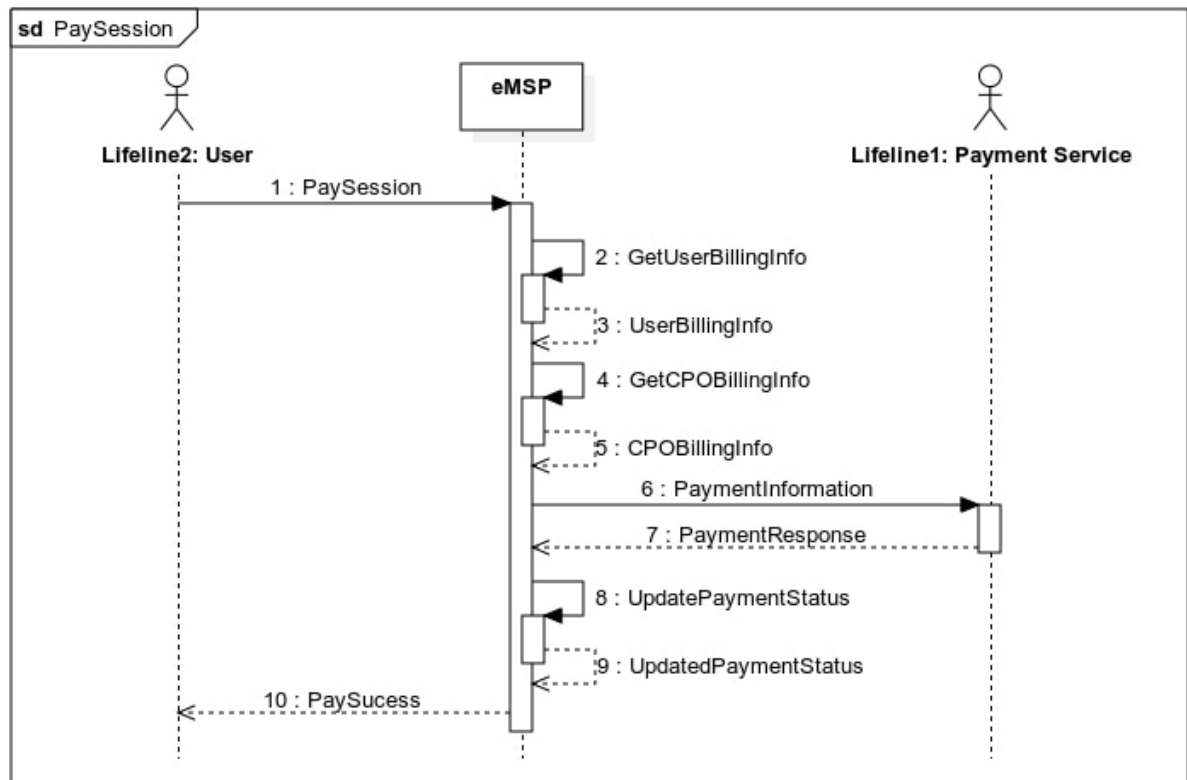 sd PaySession
eMSP
Lifeline2: User
Lifeline1: Payment Service
1 : PaySession
2 : GetUserBillingInfo
3 : UserBillingInfo
4 : GetCPOBillingInfo
5 : CPOBillingInfo
6 : PaymentInformation
7 : PaymentResponse
8 : UpdatePaymentStatus
9 : UpdatedPaymentStatus
10 : PaySucess